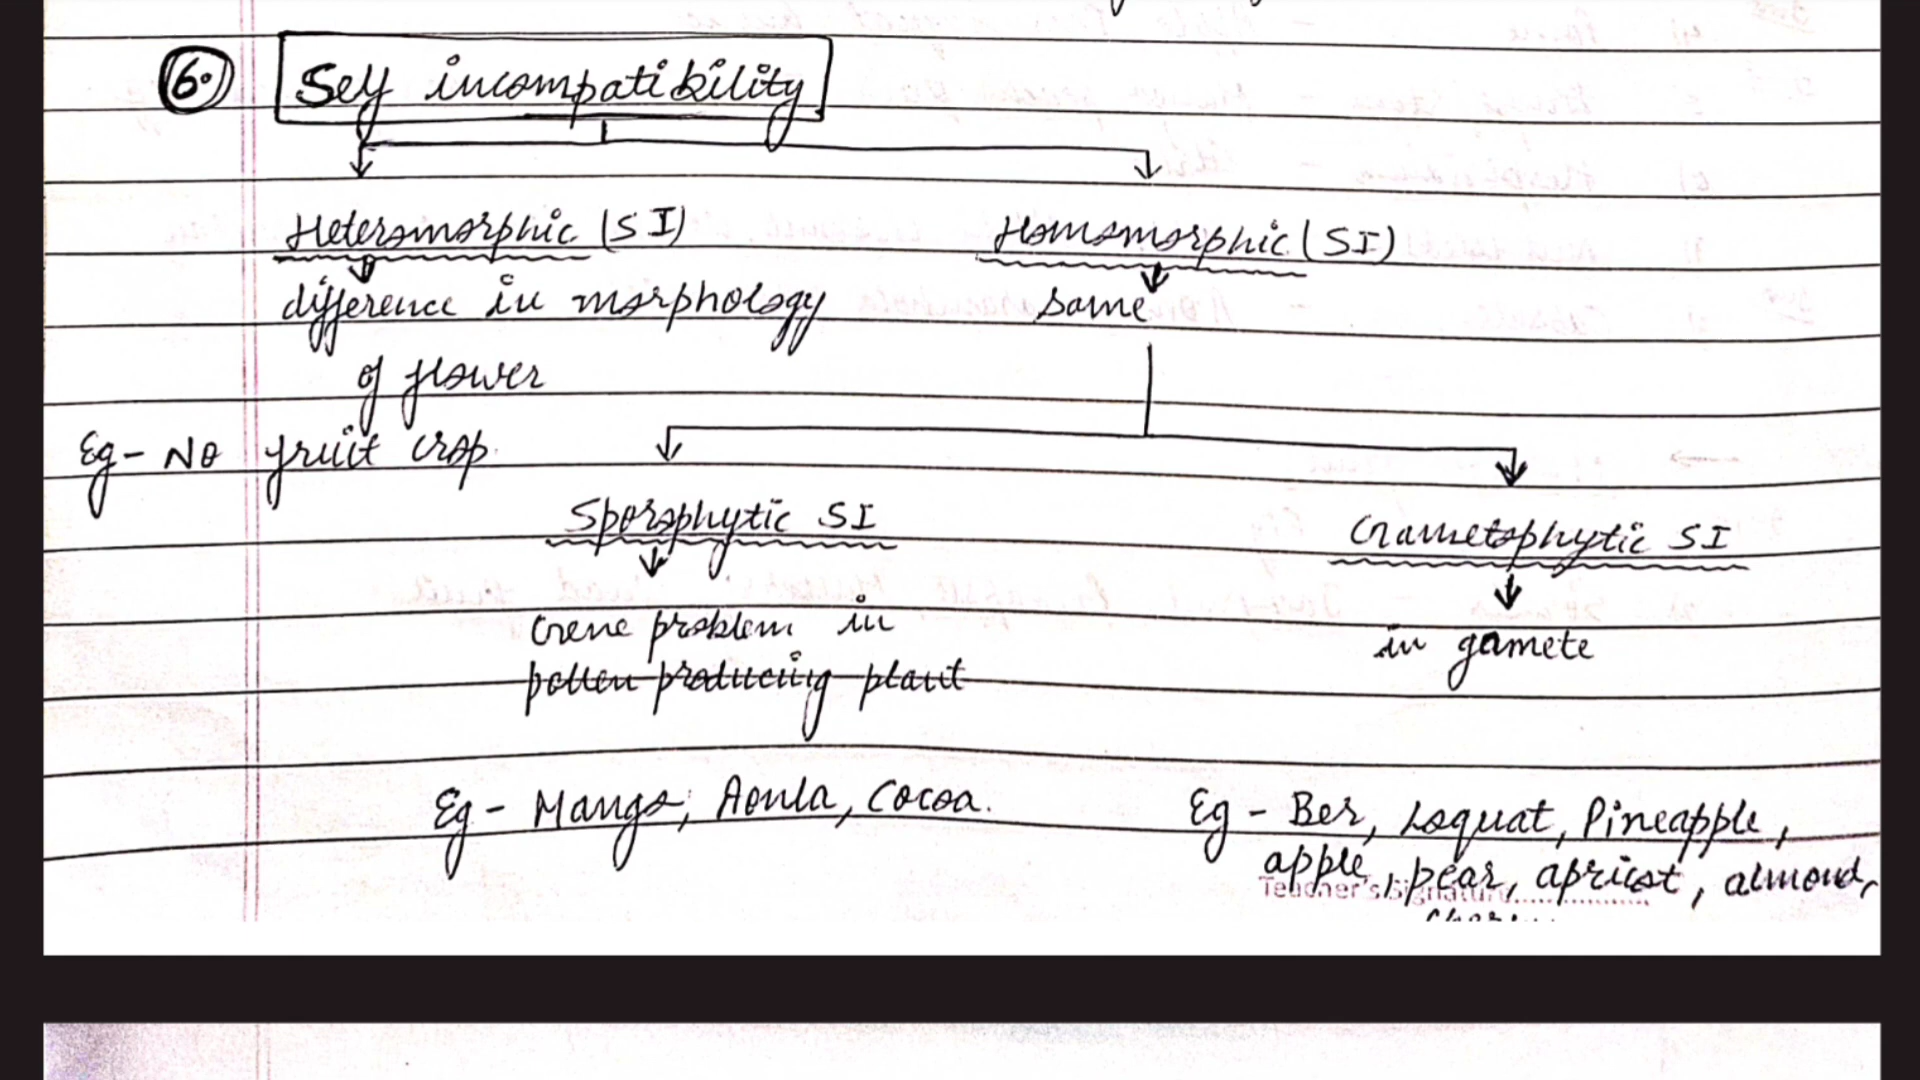 6. Self incompatibility
Heteromorphic (SI)
Homomorphic (SI)
difference in morphology
of flower
same
Eg - No fruit crop.
Sporophytic SI
Gametophytic SI
Gene problem in
pollen producing plant
in gamete
Eg - Mango, Aonla, Cocoa.
Eg - Ber, Loquat, Pineapple,
apple, pear, apricot, almond,
Teacher's Signature